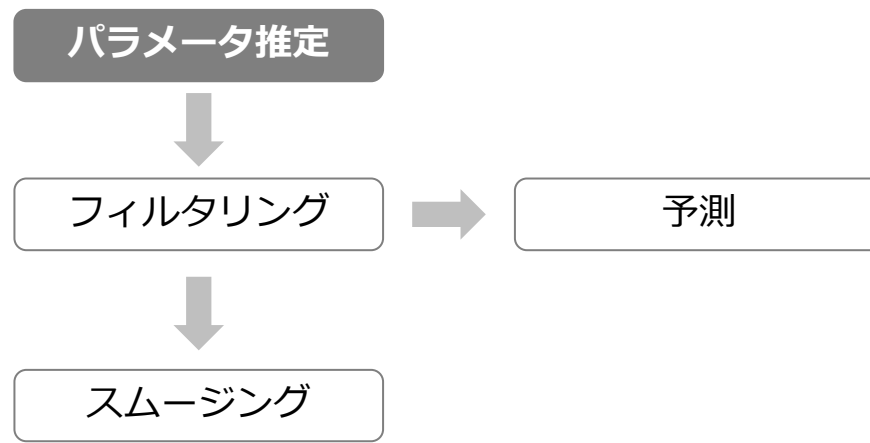 パラメータ推定
フィルタリング
予測
スムージング